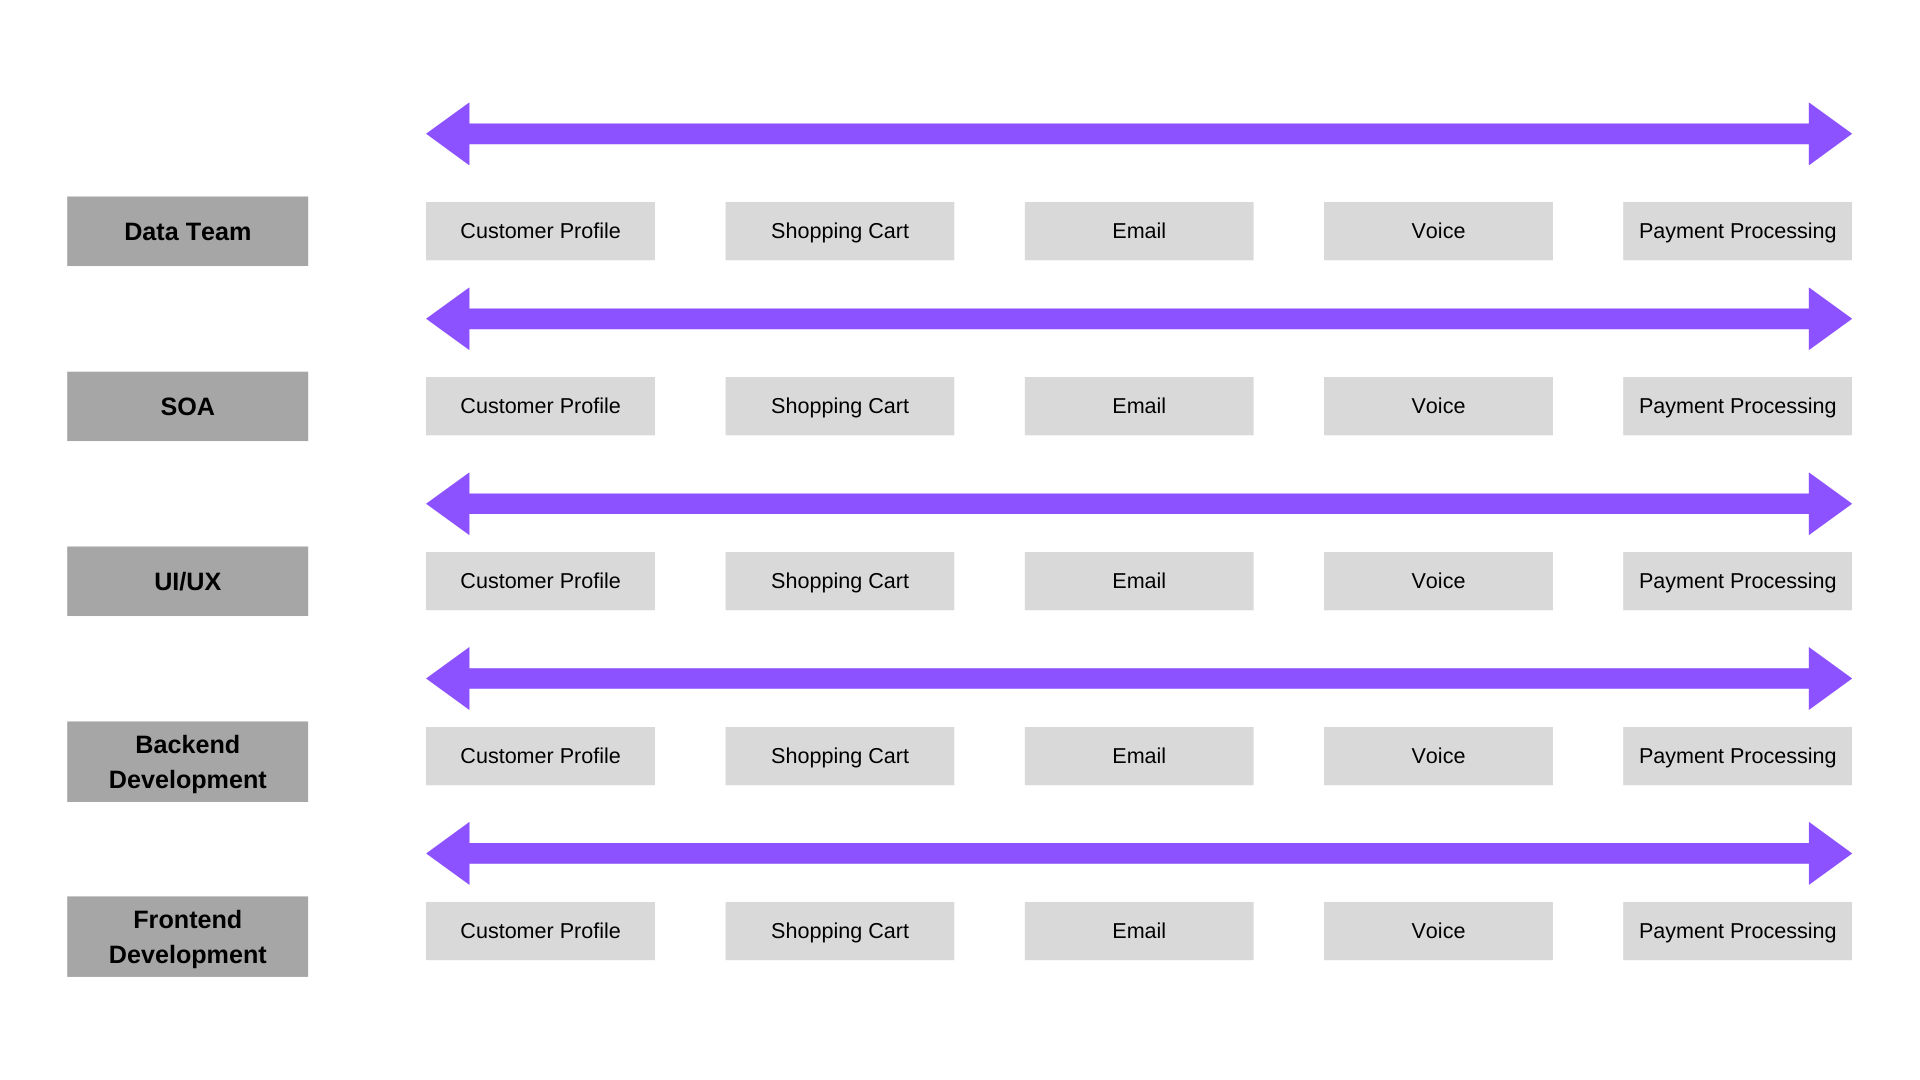 Data Team
Customer Profile
Shopping Cart
Email
Voice
Payment Processing
SOA
Customer Profile
Shopping Cart
Email
Voice
Payment Processing
UI/UX
Customer Profile
Shopping Cart
Email
Voice
Payment Processing
Backend
Development
Customer Profile
Shopping Cart
Email
Voice
Payment Processing
Frontend
Development
Customer Profile
Shopping Cart
Email
Voice
Payment Processing